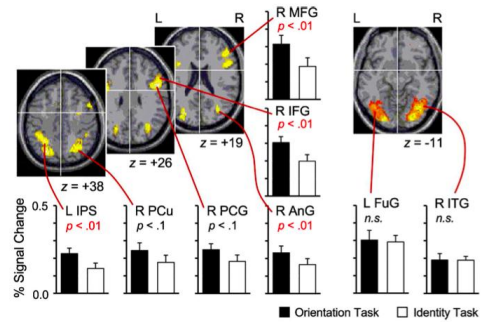 L R
R MFG
p < .01
L R
R IFG
p < .01
z = +19
z = -11
z = +26
z = +38
0.5
L IPS
p < .01
R PCu
p < .1
R PCG
p < .1
R AnG
p < .01
L FuG
n.s.
R ITG
n.s.
% Signal Change
0.0
Orientation Task Identity Task